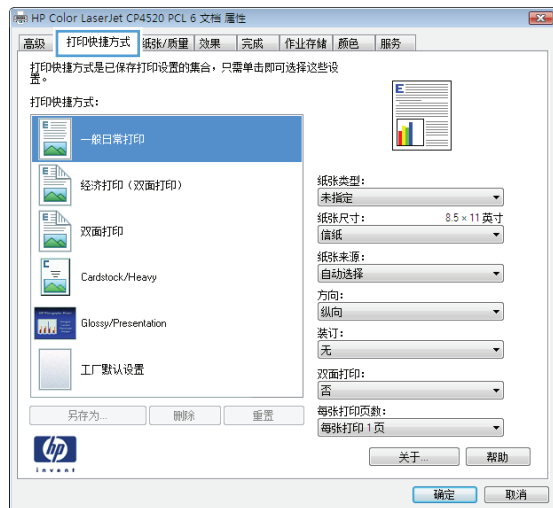 HP Color LaserJet CP4520 PCL 6 文档 属性
高级 打印快捷方式 纸张/质量 效果 完成 作业存储 颜色 服务
打印快捷方式是已保存打印设置的集合，只需单击即可选择这些设
置。
打印快捷方式：
一般日常打印
经济打印（双面打印）
双面打印
Cardstock/Heavy
Glossy/Presentation
工厂默认设置
另存为... 删除 重置
E
纸张类型：
未指定
纸张尺寸： 8.5 × 11 英寸
信纸
纸张来源：
自动选择
方向：
纵向
装订：
无
双面打印：
否
每张打印页数：
每张打印 1 页
hp
invent
关于... 帮助
确定 取消